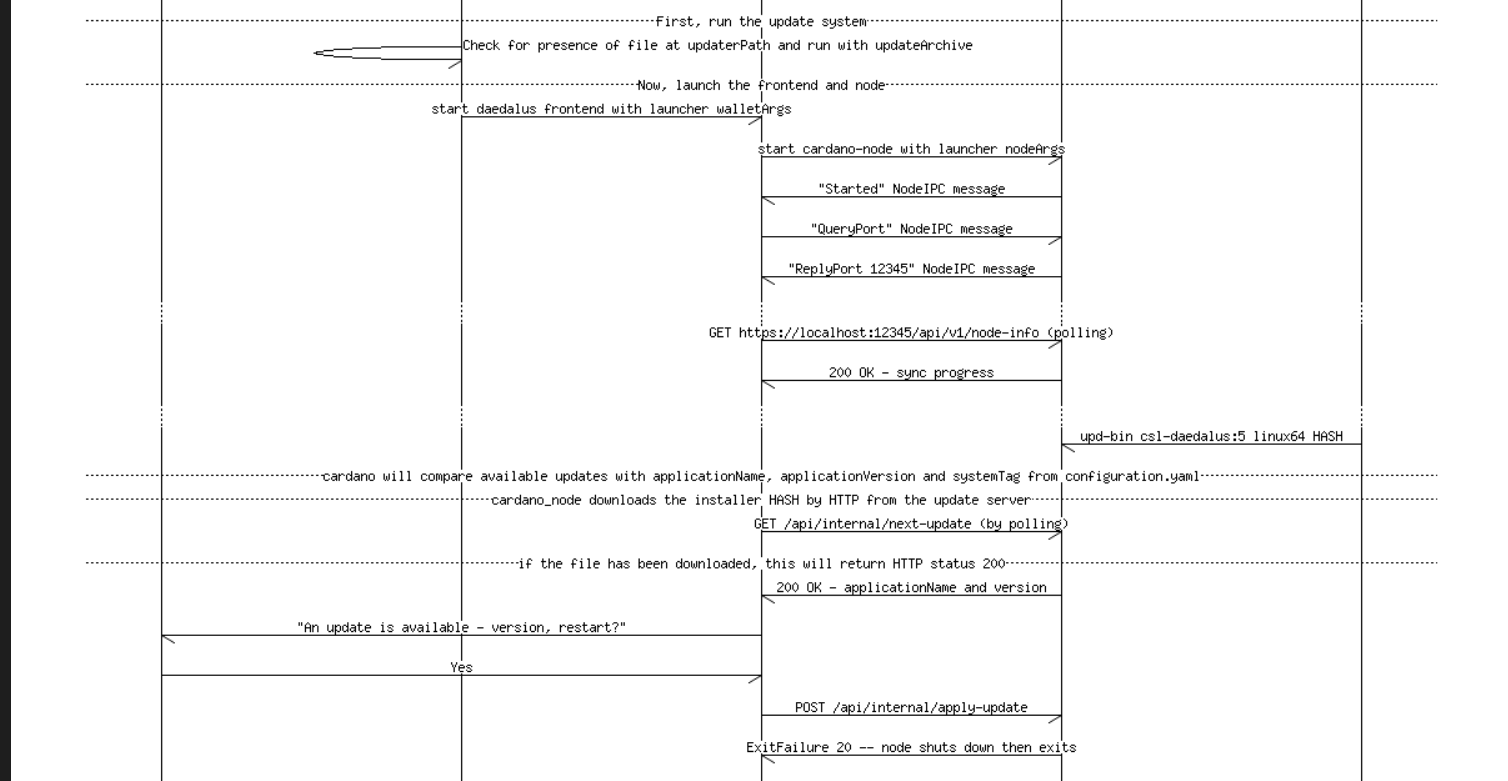 First, run the update system
Check for presence of file at updaterPath and run with updateArchive
Now, launch the frontend and node
start daedalus frontend with launcher walletArgs
start cardano-node with launcher nodeArgs
"Started" NodeIPC message
"QueryPort" NodeIPC message
"ReplyPort 12345" NodeIPC message
GET https://localhost:12345/api/v1/node-info (polling)
200 OK - sync progress
upd-bin csl-daedalus:5 linux64 HASH
cardano will compare available updates with applicationName, applicationVersion and systemTag from configuration.yaml
cardano_node downloads the installer HASH by HTTP from the update server
GET /api/internal/next-update (by polling)
if the file has been downloaded, this will return HTTP status 200
200 OK - applicationName and version
"An update is available - version, restart?"
Yes
POST /api/internal/apply-update
ExitFailure 20 -- node shuts down then exits